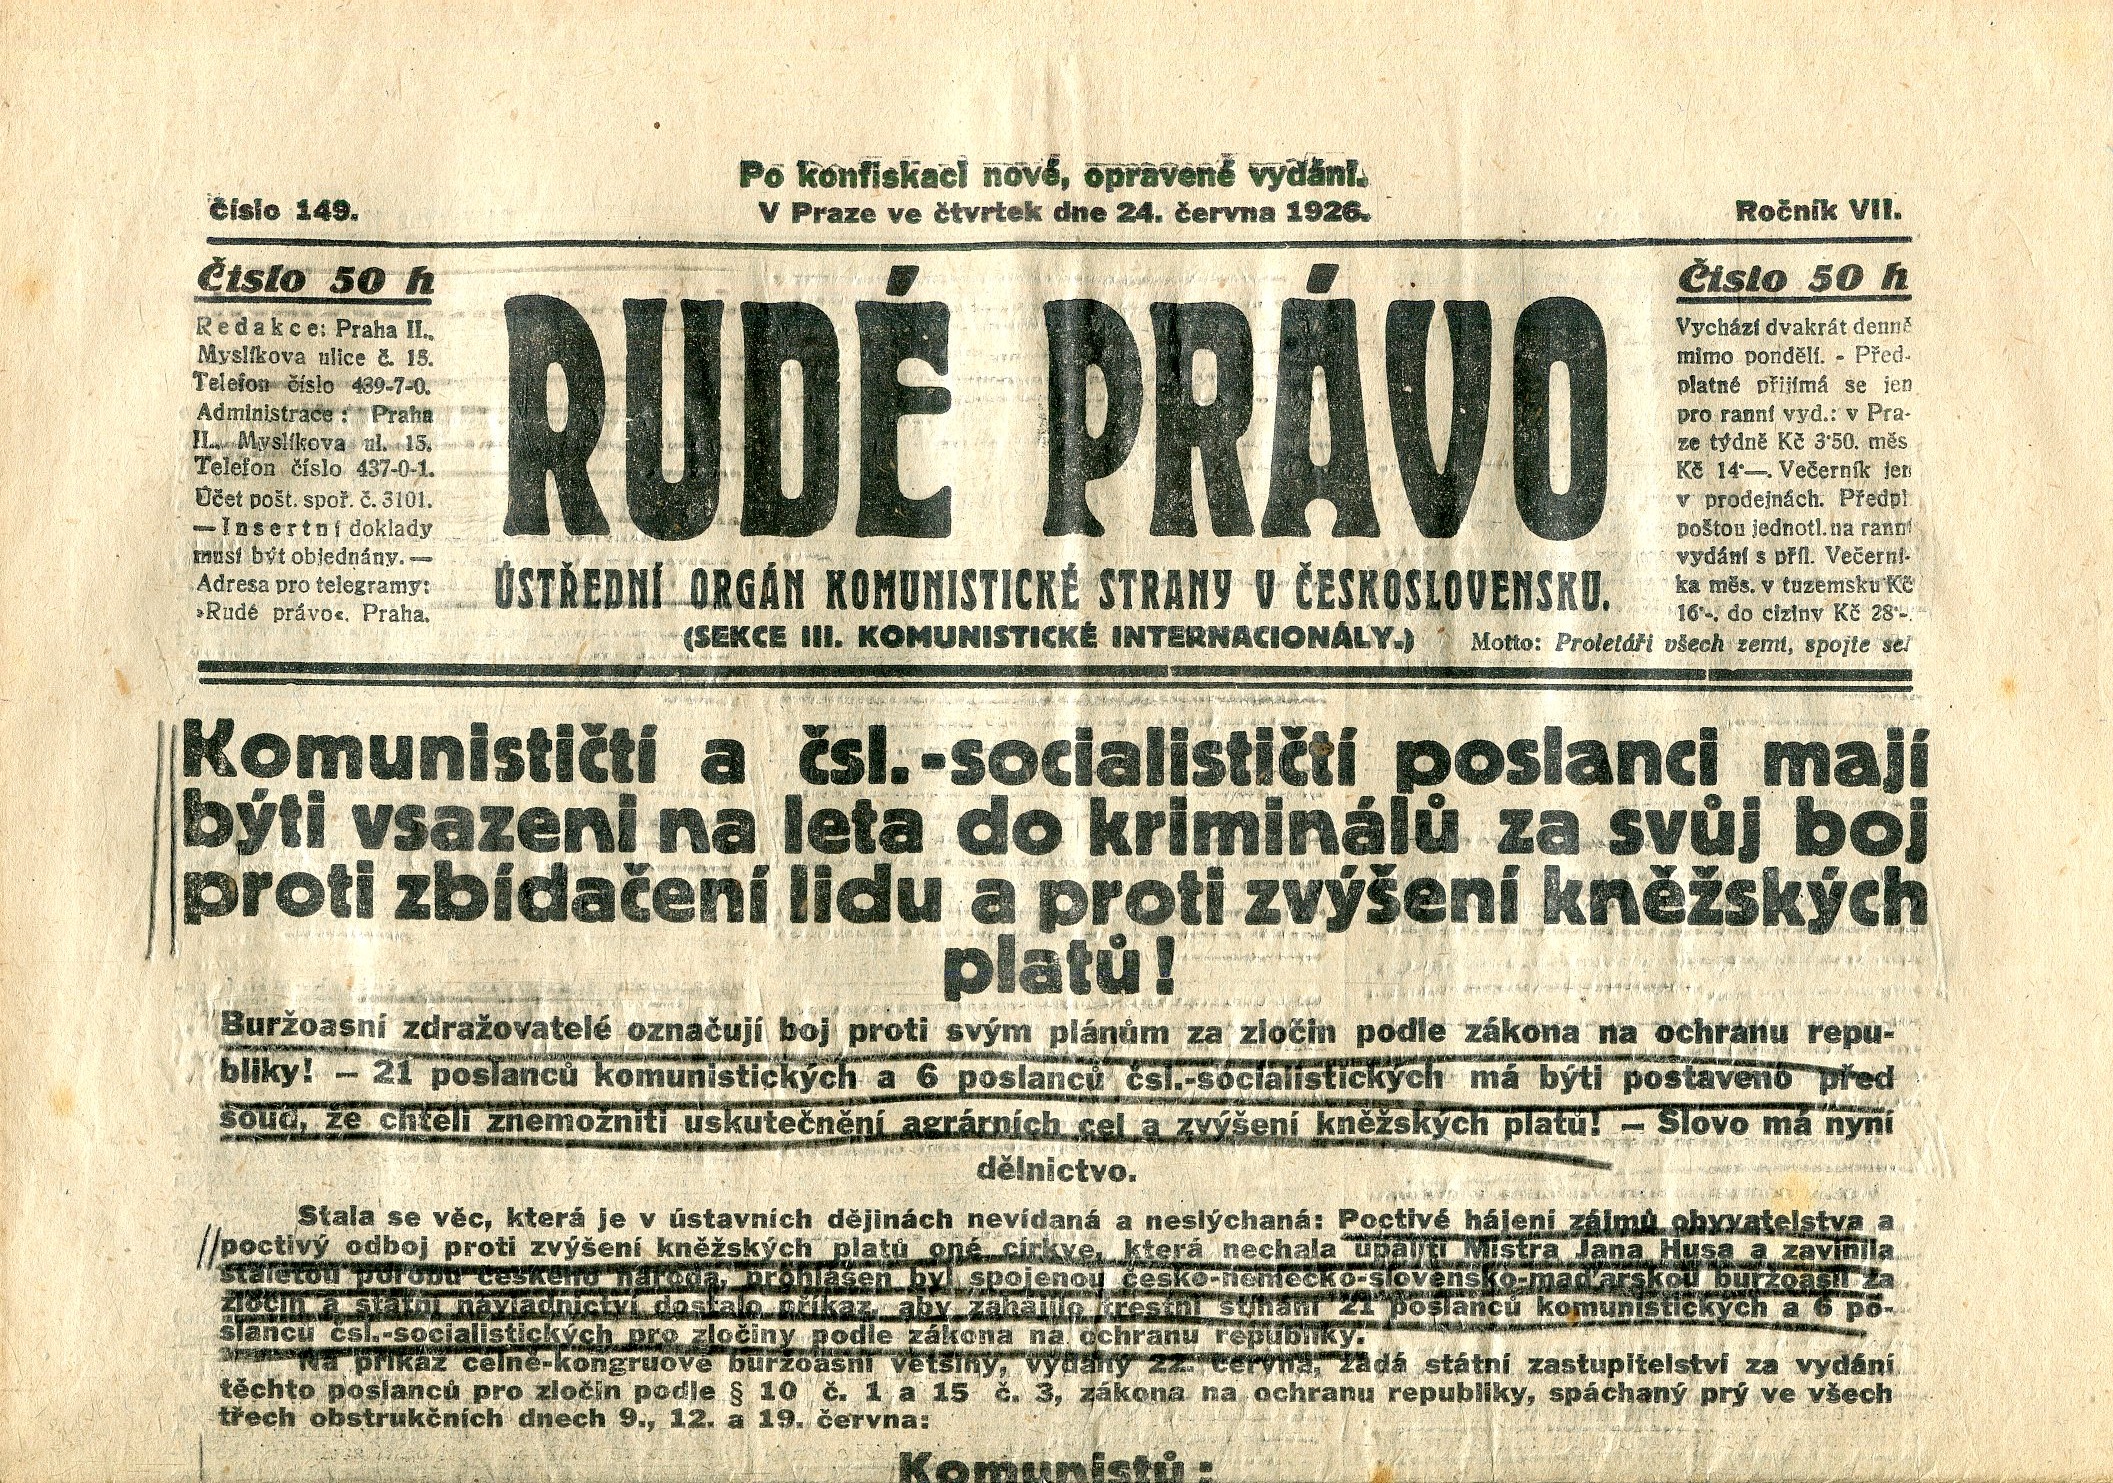 Po konfiskaci nové, opravené vydání.
Číslo 149.
V Praze ve čtvrtek dne 24. června 1926.
Ročník VII.
Číslo 50 h
Redakce: Praha II.,
Myslíkova ulice č. 15.
Telefon číslo 439-7-0.
Administrace: Praha
II., Myslíkova ul. 15.
Telefon číslo 437-0-1.
Účet pošt. spoř. č. 3101.
— Insertní doklady
musí být objednány. —
Adresa pro telegramy:
»Rudé právo«. Praha.
RUDÉ PRÁVO
ÚSTŘEDNÍ ORGÁN KOMUNISTICKÉ STRANY V ČESKOSLOVENSKU.
(SEKCE III. KOMUNISTICKÉ INTERNACIONÁLY.)
Číslo 50 h
Vychází dvakrát denně
mimo pondělí. - Před-
platné přijímá se jen
pro ranní vyd.: v Pra-
ze týdně Kč 3·50. měs
Kč 14·—. Večerník jen
v prodejnách. Předpl
poštou jednotl. na ranní
vydání s příl. Večerní-
ka měs. v tuzemsku Kč
16·-. do ciziny Kč 28·-.
Motto: Proletáři všech zemí, spojte se!
Komunističtí a čsl.-socialističtí poslanci mají
býti vsazeni na leta do kriminálů za svůj boj
proti zbídačení lidu a proti zvýšení kněžských
platů!
Buržoasní zdražovatelé označují boj proti svým plánům za zločin podle zákona na ochranu repu-
bliky! — 21 poslanců komunistických a 6 poslanců čsl.-socialistických má býti postaveno před
soud, že chtěli znemožniti uskutečnění agrárních cel a zvýšení kněžských platů! — Slovo má nyní
dělnictvo.
Stala se věc, která je v ústavních dějinách nevídaná a neslýchaná: Poctivé hájení zájmů obyvatelstva a
poctivý odboj proti zvýšení kněžských platů oné církve, která nechala upáliti Mistra Jana Husa a zavinila
staletou porobu českého národa, prohlášen byl spojenou česko-německo-slovensko-maďarskou buržoasií za
zločin a státní návladnictví dostalo příkaz, aby zahájilo trestní stíhání 21 poslanců komunistických a 6 po-
slanců čsl.-socialistických pro zločiny podle zákona na ochranu republiky.
Na příkaz celně-kongruové buržoasní většiny, vydaný 22. června, žádá státní zastupitelství za vydání
těchto poslanců pro zločin podle § 10 č. 1 a 15 č. 3, zákona na ochranu republiky, spáchaný prý ve všech
třech obstrukčních dnech 9., 12. a 19. června:
Komunistů: